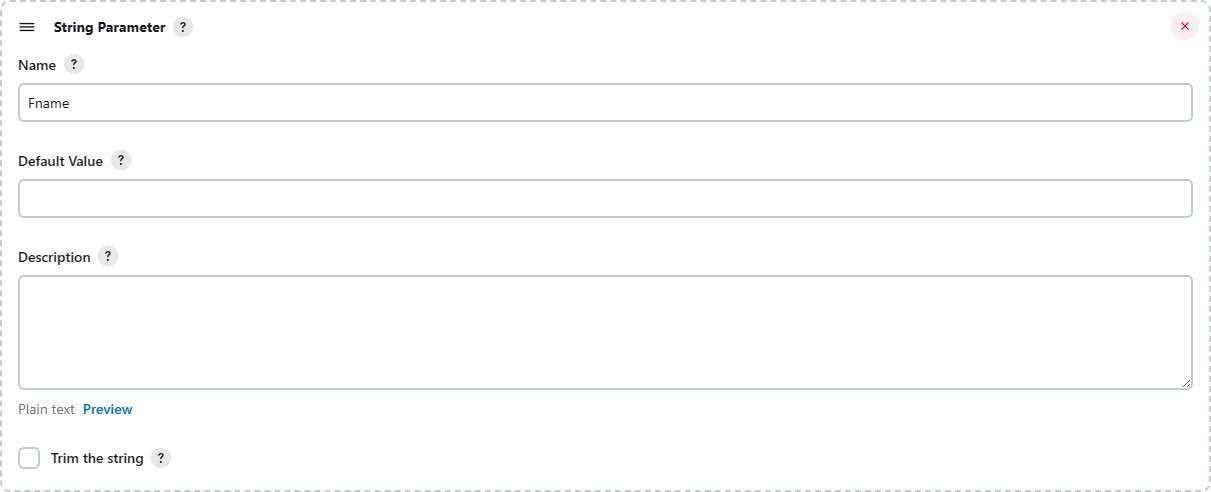 String Parameter ?
Name ?
Fname
Default Value ?
Description ?
Plain text Preview
Trim the string ?